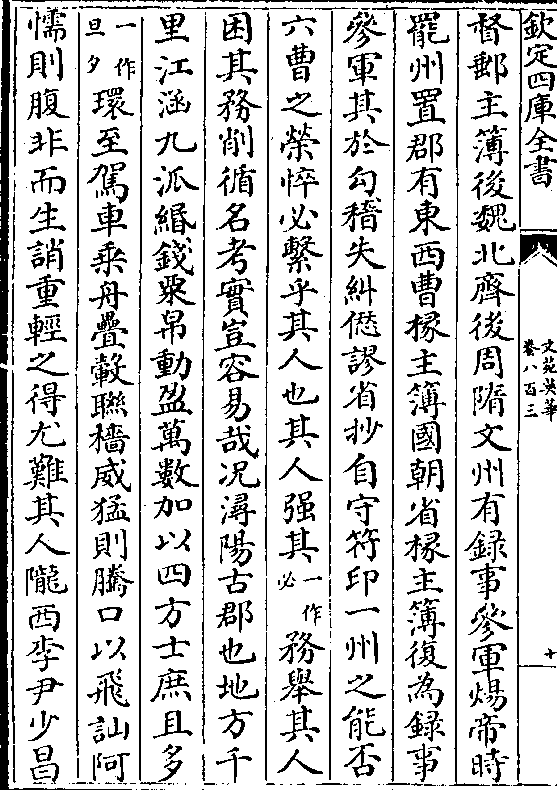 欽定四庫全書
文苑英華
卷八百三
十
督郵主簿後魏北齊後周隋文州有録事參軍煬帝時
罷州置郡有東西曹掾主簿國朝省掾主簿復為録事
參軍其於勾稽失糾愆謬省抄自守符印一州之能否
六曹之榮悴必繫乎其人也其人强其一作必務舉其人
困其務削循名考實豈容易哉况潯陽古郡也地方千
里江涵九派緡錢粟帛動盈萬數加以四方士庶且多
一作旦夕環至駕車乘舟疊轂聯檣威猛則騰口以飛訕阿
懦則腹非而生誚重輕之得尤難其人隴西李尹少昌